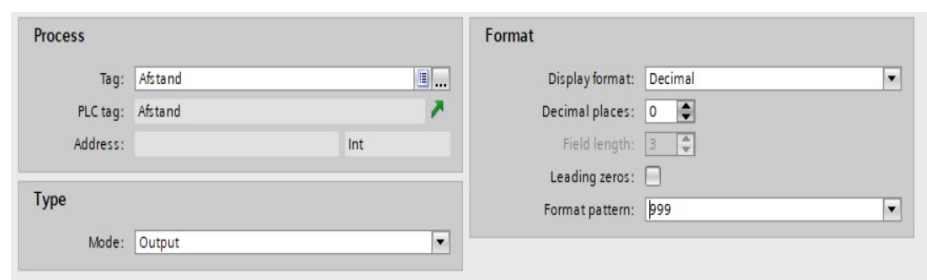 Process
Tag: Afstand ...
PLC tag: Afstand
Address: Int
Type
Mode: Output
Format
Display format: Decimal
Decimal places: 0
Field length: 3
Leading zeros:
Format pattern: 999